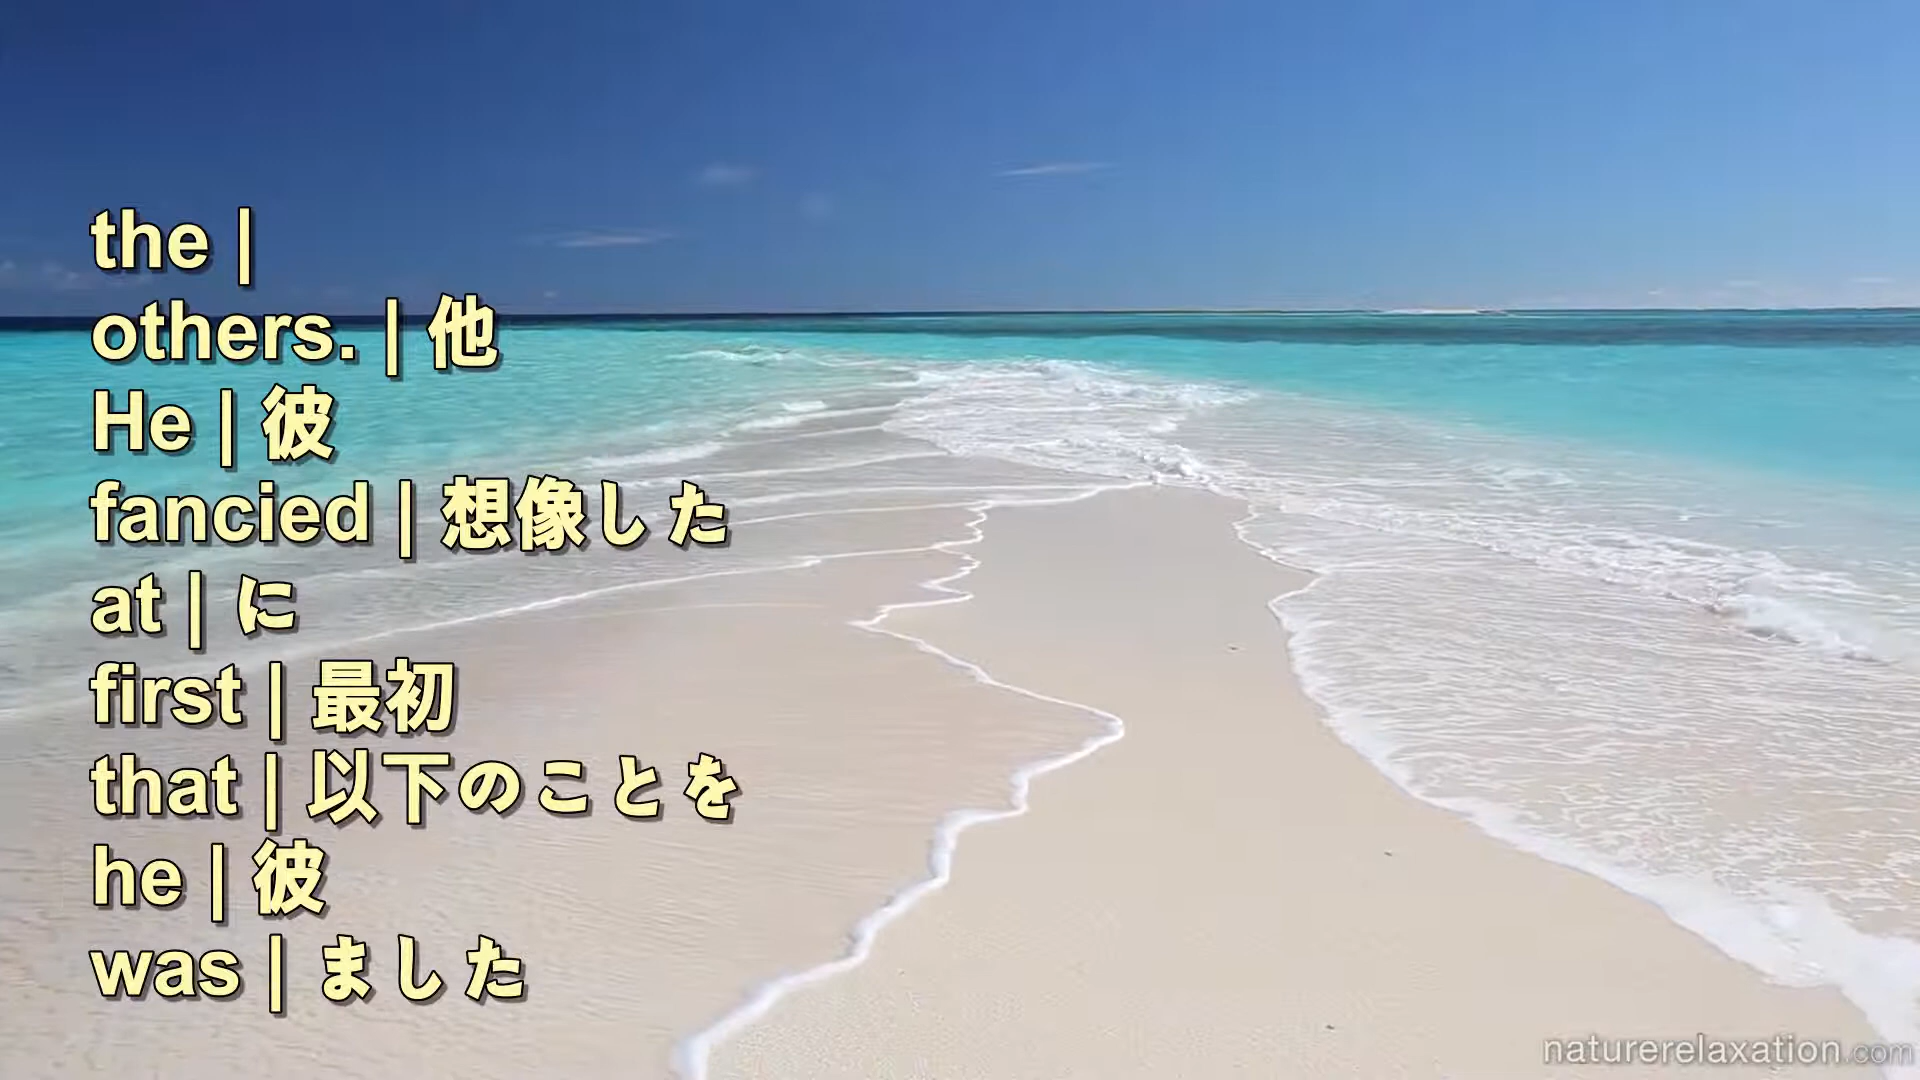 the |
others. | 他
He | 彼
fancied | 想像した
at | に
first | 最初
that | 以下のことを
he | 彼
was | ました
naturerelaxation.com